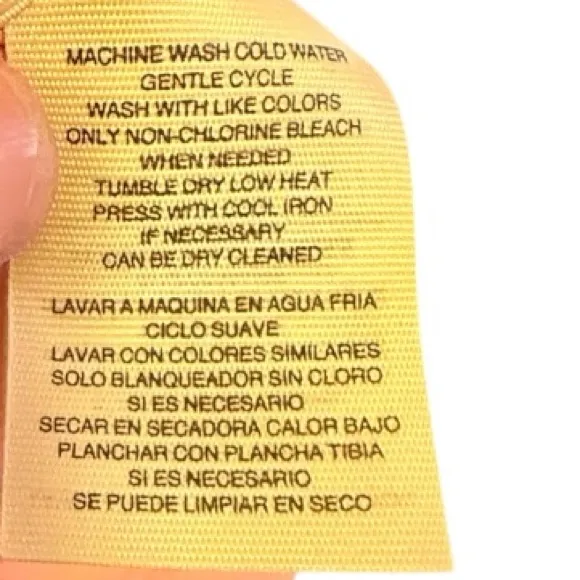 MACHINE WASH COLD WATER
GENTLE CYCLE
WASH WITH LIKE COLORS
ONLY NON-CHLORINE BLEACH
WHEN NEEDED
TUMBLE DRY LOW HEAT
PRESS WITH COOL IRON
IF NECESSARY
CAN BE DRY CLEANED
LAVAR A MAQUINA EN AGUA FRIA
CICLO SUAVE
LAVAR CON COLORES SIMILARES
SOLO BLANQUEADOR SIN CLORO
SI ES NECESARIO
SECAR EN SECADORA CALOR BAJO
PLANCHAR CON PLANCHA TIBIA
SI ES NECESARIO
SE PUEDE LIMPIAR EN SECO